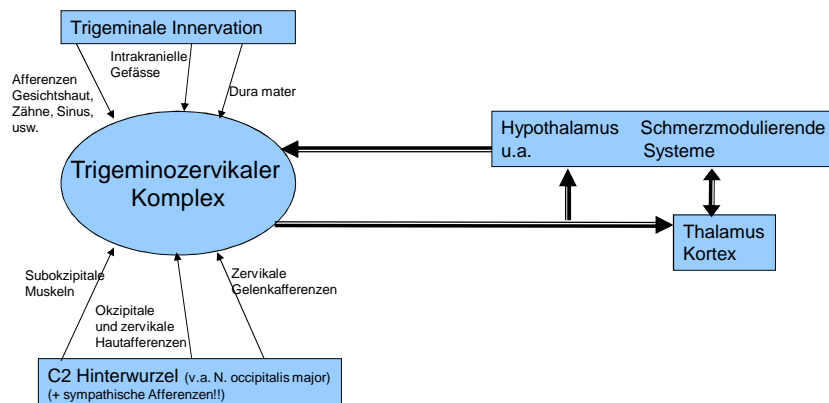 Trigeminale Innervation
Afferenzen
Gesichtshaut,
Zähne, Sinus,
usw.
Intrakranielle
Gefässe
Dura mater
Trigeminozervikaler
Komplex
Hypothalamus Schmerzmodulierende
u.a. Systeme
Thalamus
Kortex
Subokzipitale
Muskeln
Okzipitale
und zervikale
Hautafferenzen
Zervikale
Gelenkafferenzen
C2 Hinterwurzel (v.a. N. occipitalis major)
(+ sympathische Afferenzen!!)